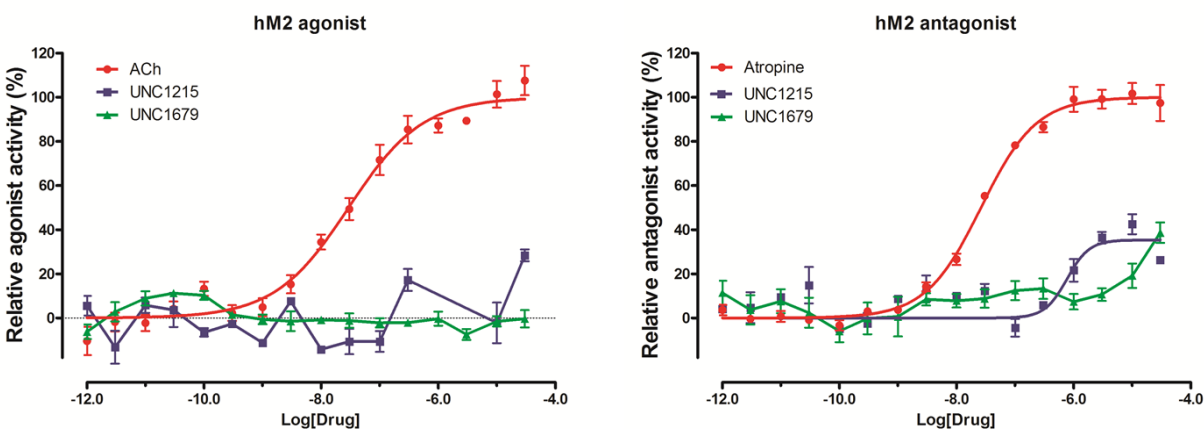 hM2 agonist
Relative agonist activity (%)
120
100
80
60
40
20
0
ACh
UNC1215
UNC1679
-12.0
-10.0
-8.0
-6.0
-4.0
Log[Drug]
hM2 antagonist
Relative antagonist activity (%)
120
100
80
60
40
20
0
Atropine
UNC1215
UNC1679
-12.0
-10.0
-8.0
-6.0
-4.0
Log[Drug]